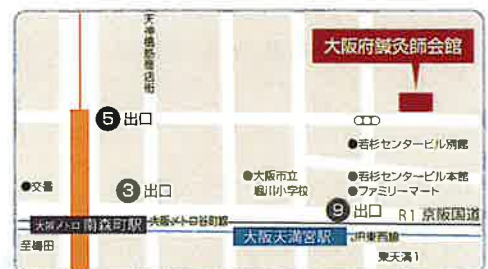 天神橋筋商店街
大阪府鍼灸師会館
5 出口
●若杉センタービル別館
●大阪市立
堀川小学校
●若杉センタービル本館
●ファミリーマート
●交番
3 出口
9 出口
R1 京阪国道
大阪メトロ 南森町駅
大阪メトロ谷町線
大阪天満宮駅
JR東西線
至梅田
東天満1